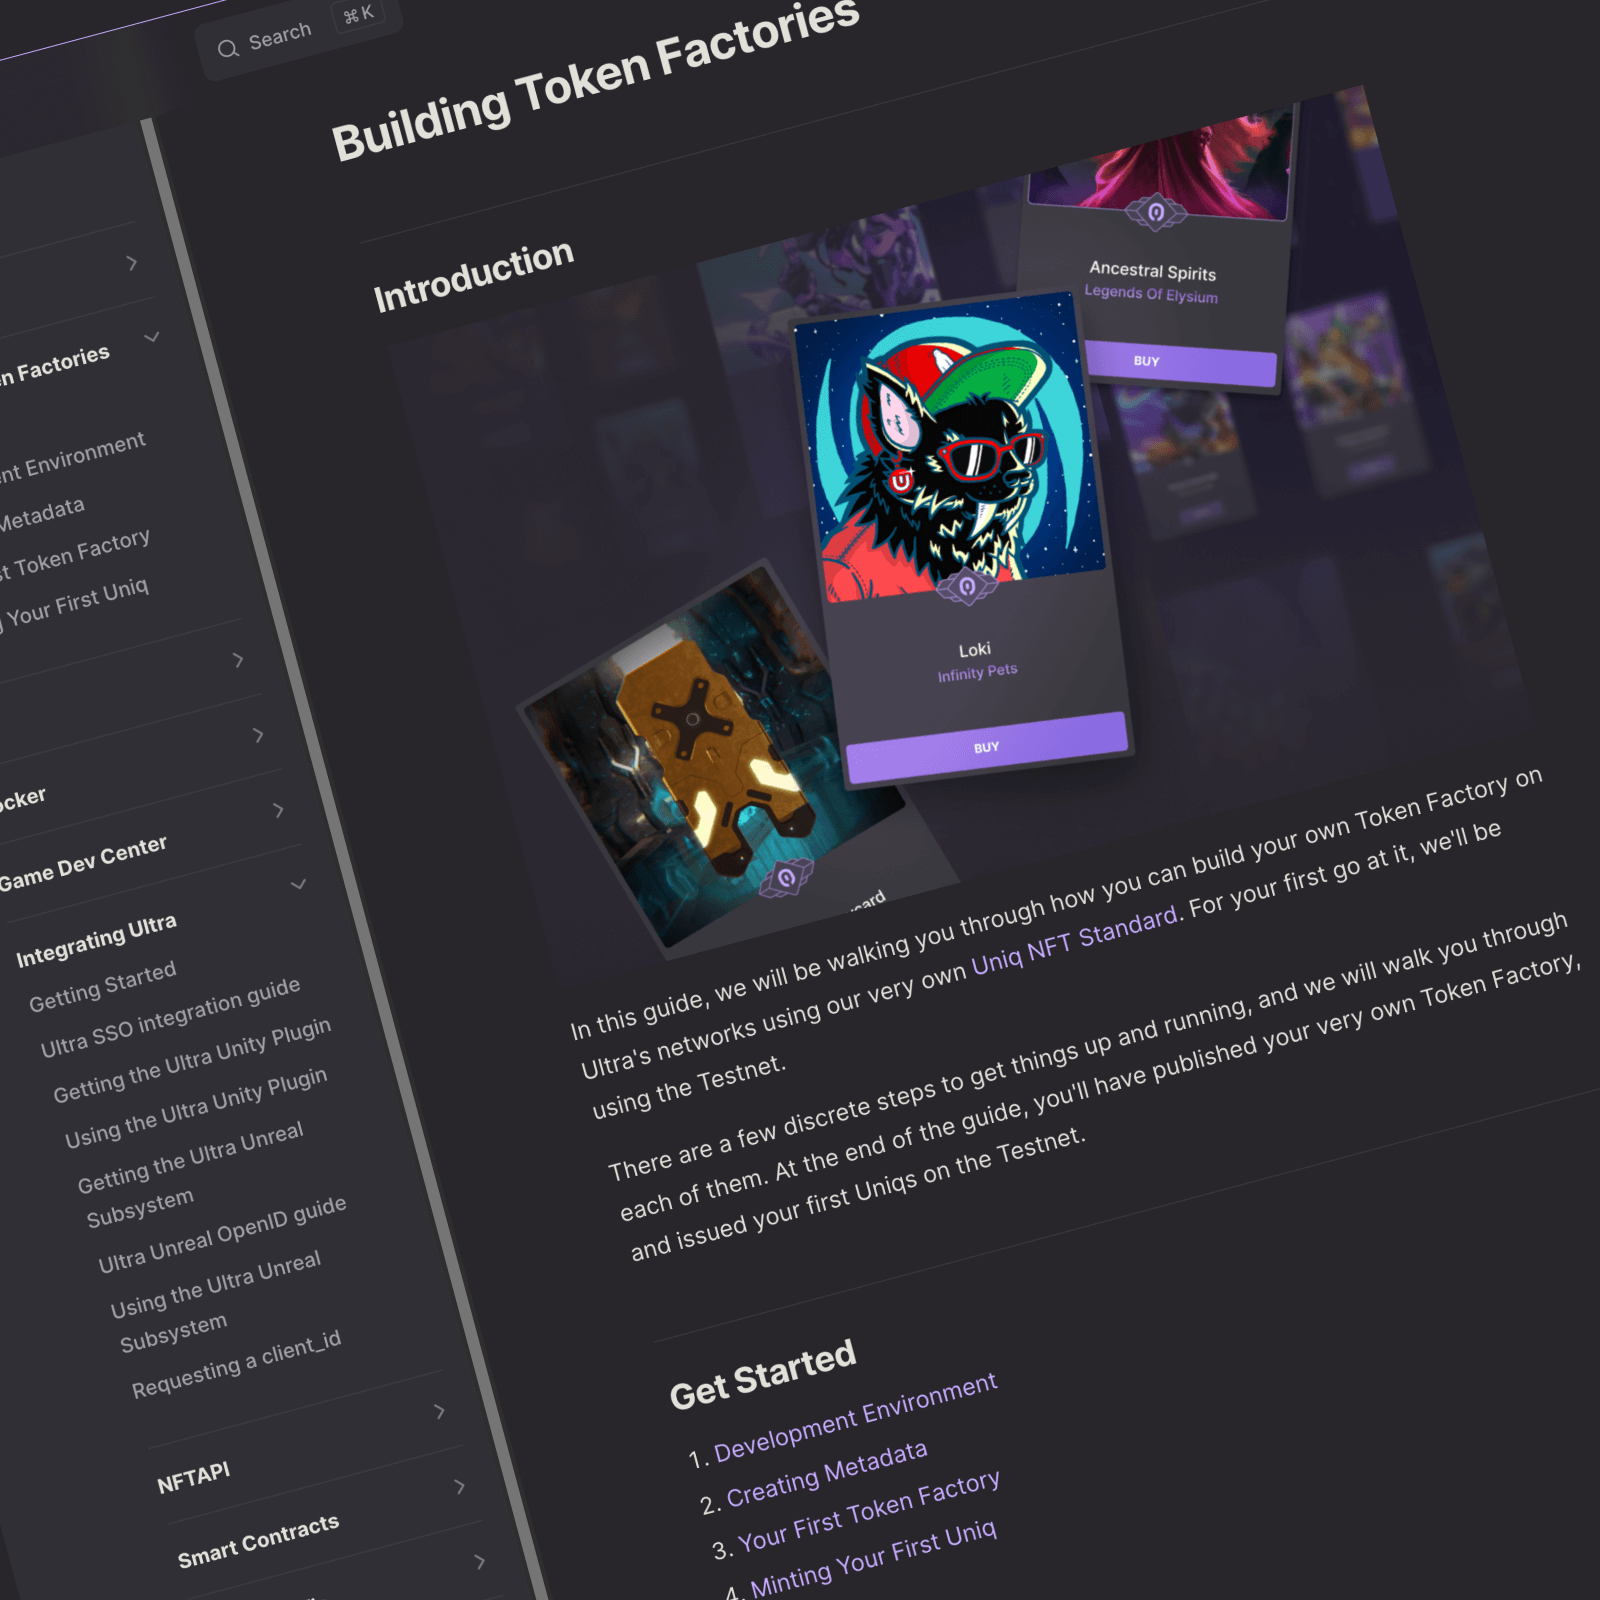 Search
⌘ K
n Factories
nt Environment
Metadata
t Token Factory
Your First Uniq
ocker
Game Dev Center
Integrating Ultra
Getting Started
Ultra SSO integration guide
Getting the Ultra Unity Plugin
Using the Ultra Unity Plugin
Getting the Ultra Unreal
Subsystem
Ultra Unreal OpenID guide
Using the Ultra Unreal
Subsystem
Requesting a client_id
NFTAPI
Smart Contracts
Building Token Factories
Introduction
Ancestral Spirits
Legends Of Elysium
BUY
Loki
Infinity Pets
BUY
card
In this guide, we will be walking you through how you can build your own Token Factory on
Ultra's networks using our very own Uniq NFT Standard. For your first go at it, we'll be
using the Testnet.
There are a few discrete steps to get things up and running, and we will walk you through
each of them. At the end of the guide, you'll have published your very own Token Factory,
and issued your first Uniqs on the Testnet.
Get Started
1. Development Environment
2. Creating Metadata
3. Your First Token Factory
4. Minting Your First Uniq